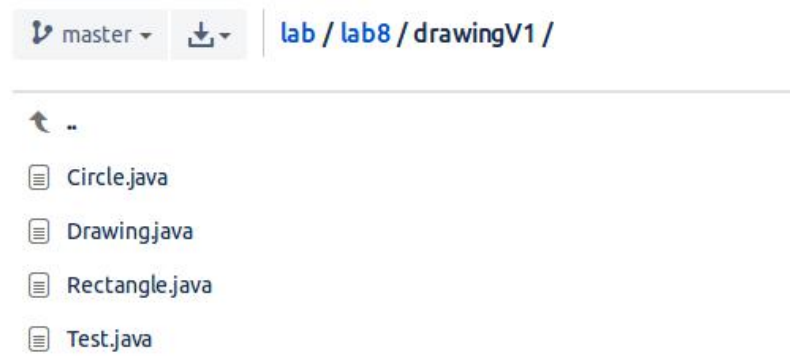 master lab / lab8 / drawingV1 /
..
Circle.java
Drawing.java
Rectangle.java
Test.java